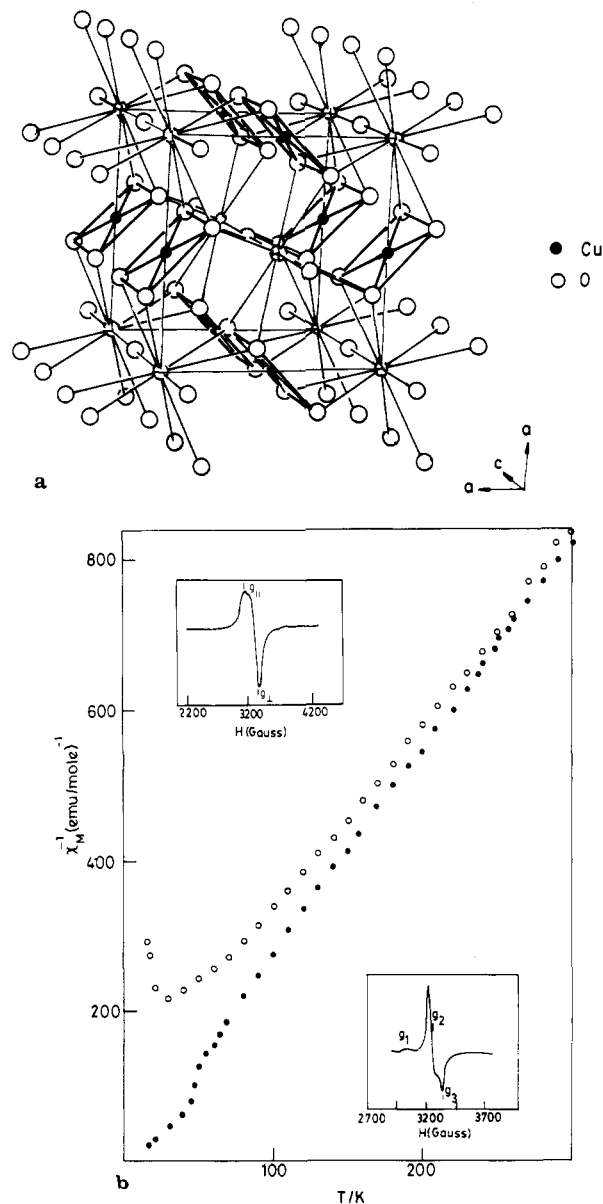 Cu
O
a
a
c
a
800
600
400
200
χ_M^-1 (emu/mole)^-1
g||
g⊥
2200 3200 4200
H(Gauss)
g1
g2
g3
2700 3200 3700
H(Gauss)
b
100 200
T/K